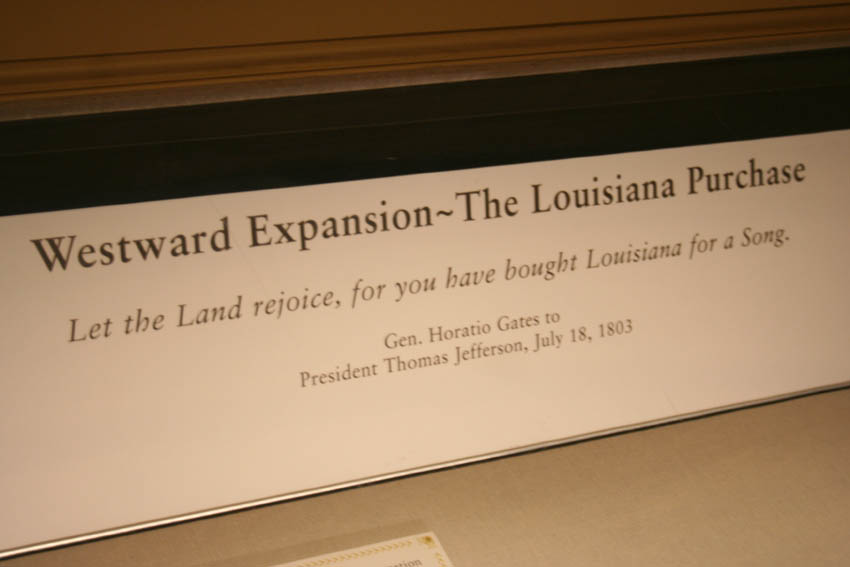 Westward Expansion~The Louisiana Purchase
Let the Land rejoice, for you have bought Louisiana for a Song.
Gen. Horatio Gates to
President Thomas Jefferson, July 18, 1803